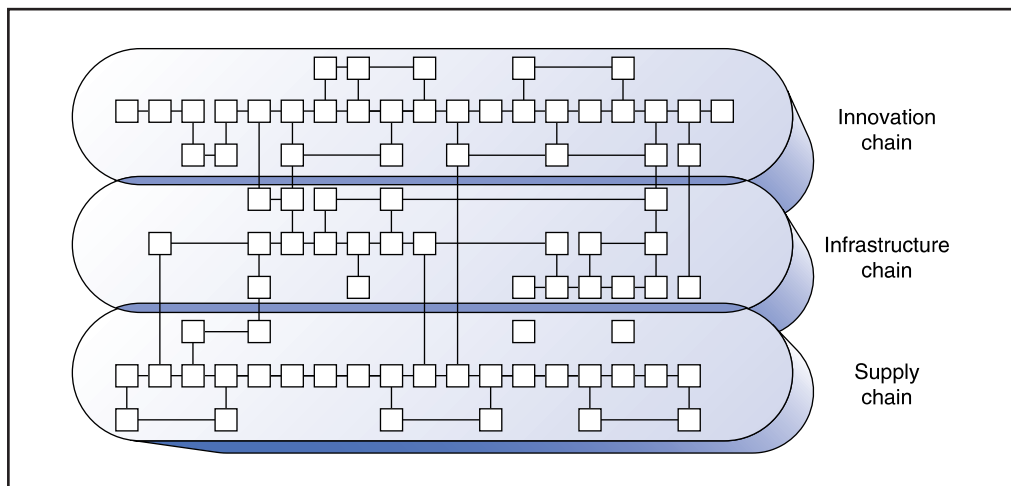 Innovation
chain
Infrastructure
chain
Supply
chain